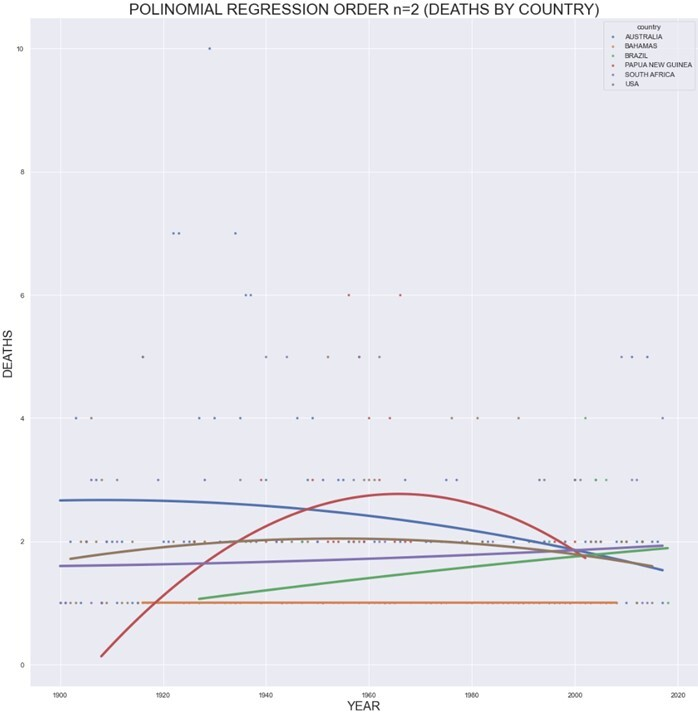 POLINOMIAL REGRESSION ORDER n=2 (DEATHS BY COUNTRY)
country
AUSTRALIA
BAHAMAS
BRAZIL
PAPUA NEW GUINEA
SOUTH AFRICA
USA
10
8
6
4
2
0
DEATHS
1900 1920 1940 1960 1980 2000 2020
YEAR